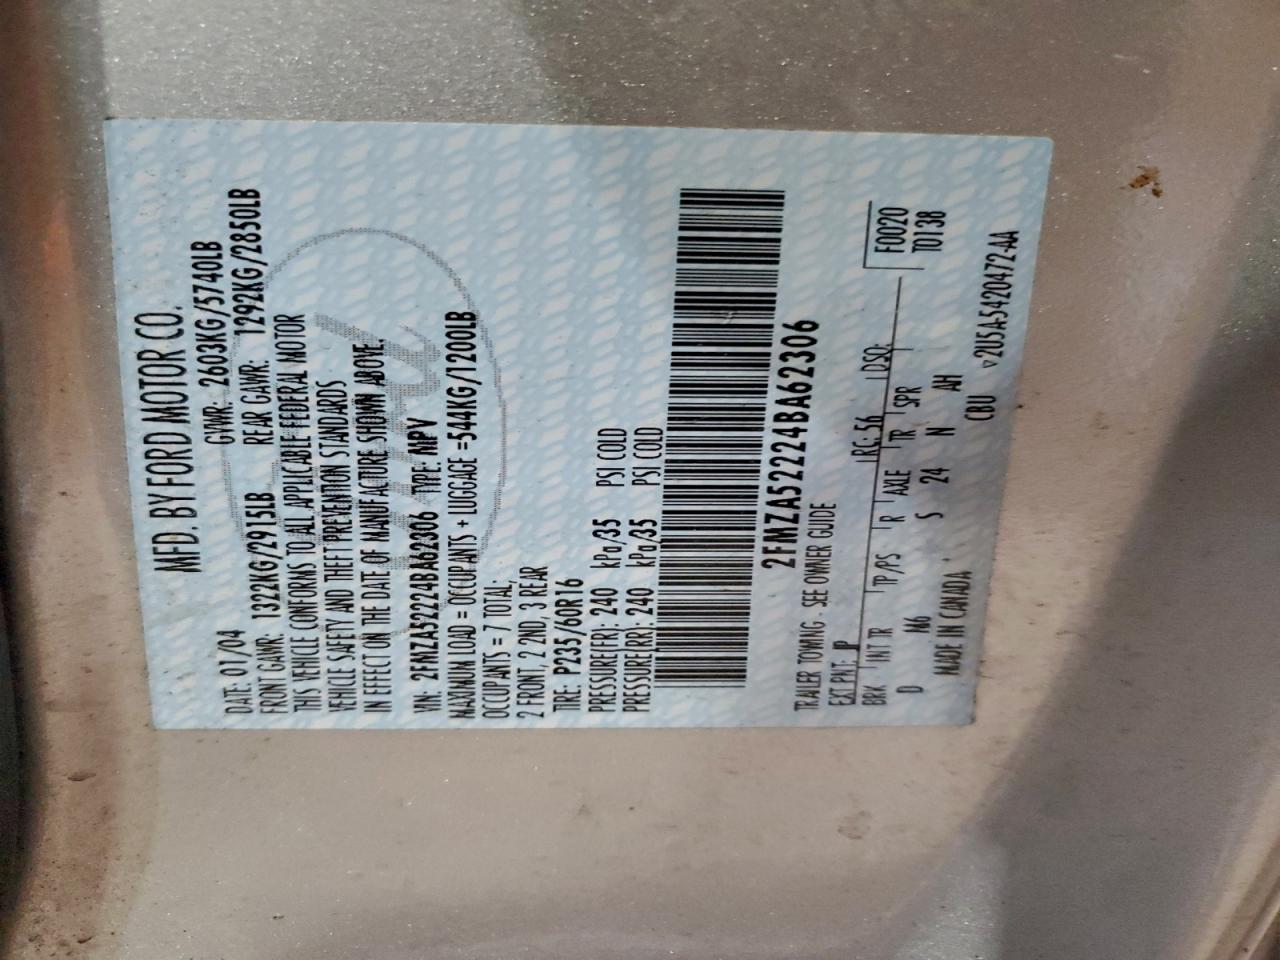 MFD. BY FORD MOTOR CO.
DATE: 01/04 GVWR: 2603KG/5740LB
FRONT GAWR: 1322KG/2915LB REAR GAWR: 1292KG/2850LB
THIS VEHICLE CONFORMS TO ALL APPLICABLE FEDERAL MOTOR
VEHICLE SAFETY AND THEFT PREVENTION STANDARDS
IN EFFECT ON THE DATE OF MANUFACTURE SHOWN ABOVE.
VIN: 2FMZA52224BA62306 TYPE: MPV
MAXIMUM LOAD = OCCUPANTS + LUGGAGE =544KG/1200LB
OCCUPANTS = 7 TOTAL;
2 FRONT, 2 2ND, 3 REAR
TIRE: P235/60R16
PRESSURE(FR): 240 kPa/35 PSI COLD
PRESSURE(RR): 240 kPa/35 PSI COLD
2FMZA52224BA62306
TRAILER TOWING - SEE OWNER GUIDE
EXT PNT: JP RC: 56 DSO: F0020
BRK INT TR TP/PS R AXLE TR SPR T0138
D M6 S 24 N AH
MADE IN CANADA CBU v2U5A-5420472-AA